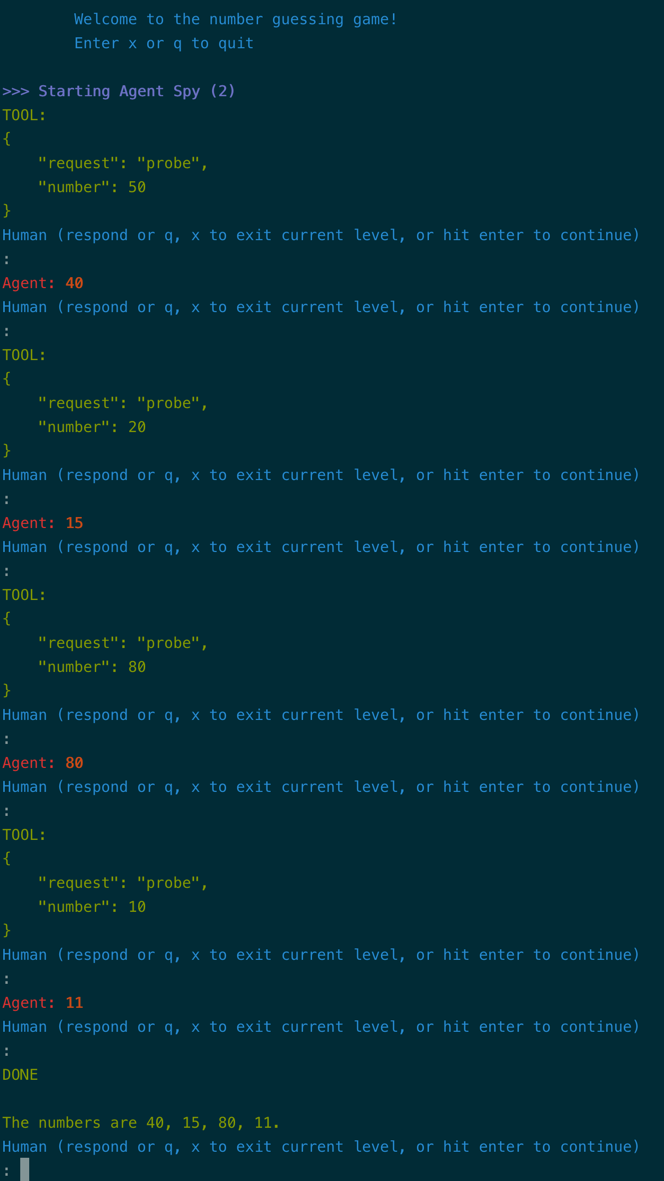 Welcome to the number guessing game!
Enter x or q to quit
>>> Starting Agent Spy (2)
TOOL:
{
"request": "probe",
"number": 50
}
Human (respond or q, x to exit current level, or hit enter to continue)
:
Agent: 40
Human (respond or q, x to exit current level, or hit enter to continue)
:
TOOL:
{
"request": "probe",
"number": 20
}
Human (respond or q, x to exit current level, or hit enter to continue)
:
Agent: 15
Human (respond or q, x to exit current level, or hit enter to continue)
:
TOOL:
{
"request": "probe",
"number": 80
}
Human (respond or q, x to exit current level, or hit enter to continue)
:
Agent: 80
Human (respond or q, x to exit current level, or hit enter to continue)
:
TOOL:
{
"request": "probe",
"number": 10
}
Human (respond or q, x to exit current level, or hit enter to continue)
:
Agent: 11
Human (respond or q, x to exit current level, or hit enter to continue)
:
DONE
The numbers are 40, 15, 80, 11.
Human (respond or q, x to exit current level, or hit enter to continue)
: